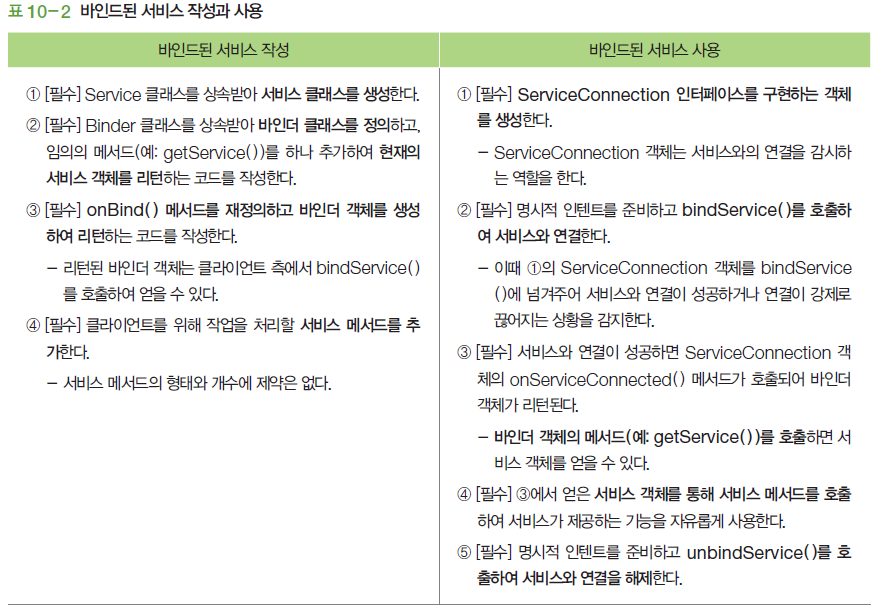 표 10-2 바인드된 서비스 작성과 사용
바인드된 서비스 작성
① [필수] Service 클래스를 상속받아 서비스 클래스를 생성한다.
② [필수] Binder 클래스를 상속받아 바인더 클래스를 정의하고,
임의의 메서드(예: getService())를 하나 추가하여 현재의
서비스 객체를 리턴하는 코드를 작성한다.
③ [필수] onBind() 메서드를 재정의하고 바인더 객체를 생성
하여 리턴하는 코드를 작성한다.
- 리턴된 바인더 객체는 클라이언트 측에서 bindService()
를 호출하여 얻을 수 있다.
④ [필수] 클라이언트를 위해 작업을 처리할 서비스 메서드를 추
가한다.
- 서비스 메서드의 형태와 개수에 제약은 없다.
바인드된 서비스 사용
① [필수] ServiceConnection 인터페이스를 구현하는 객체
를 생성한다.
- ServiceConnection 객체는 서비스와의 연결을 감시하
는 역할을 한다.
② [필수] 명시적 인텐트를 준비하고 bindService()를 호출하
여 서비스와 연결한다.
- 이때 ①의 ServiceConnection 객체를 bindService
()에 넘겨주어 서비스와 연결이 성공하거나 연결이 강제로
끊어지는 상황을 감지한다.
③ [필수] 서비스와 연결이 성공하면 ServiceConnection 객
체의 onServiceConnected() 메서드가 호출되어 바인더
객체가 리턴된다.
- 바인더 객체의 메서드(예: getService())를 호출하면 서
비스 객체를 얻을 수 있다.
④ [필수] ③에서 얻은 서비스 객체를 통해 서비스 메서드를 호출
하여 서비스가 제공하는 기능을 자유롭게 사용한다.
⑤ [필수] 명시적 인텐트를 준비하고 unbindService()를 호
출하여 서비스와 연결을 해제한다.